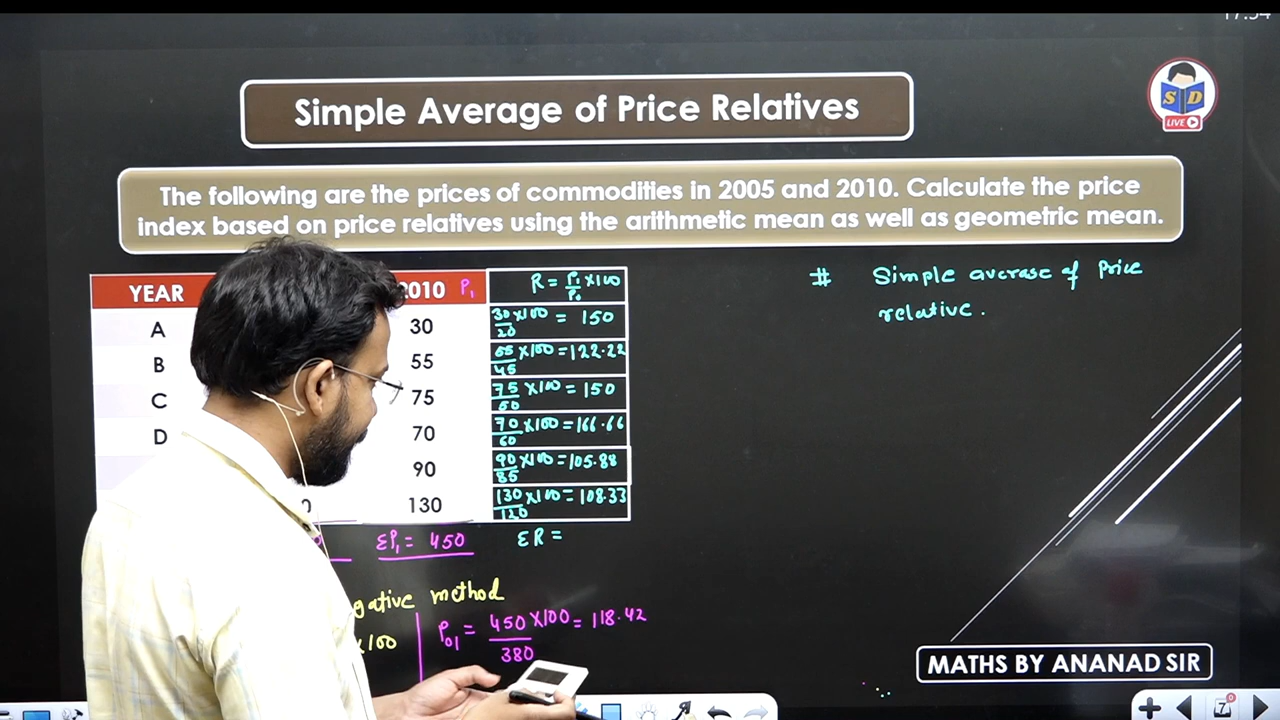 Simple Average of Price Relatives
S D
LIVE
The following are the prices of commodities in 2005 and 2010. Calculate the price
index based on price relatives using the arithmetic mean as well as geometric mean.
YEAR 2010 P₁ R = P₁/P₀ ×100
A 30 30/20 ×100 = 150
B 55 55/45 ×100 = 122.22
C 75 75/50 ×100 = 150
D 70 70/60 ×100 = 166.66
90 90/85 ×100 = 105.88
0 130 130/120 ×100 = 108.33
ΣP₁ = 450 ΣR =
gative method
×100 P₀₁ = 450/380 ×100 = 118.42
# Simple average of Price
relative.
MATHS BY ANANAD SIR